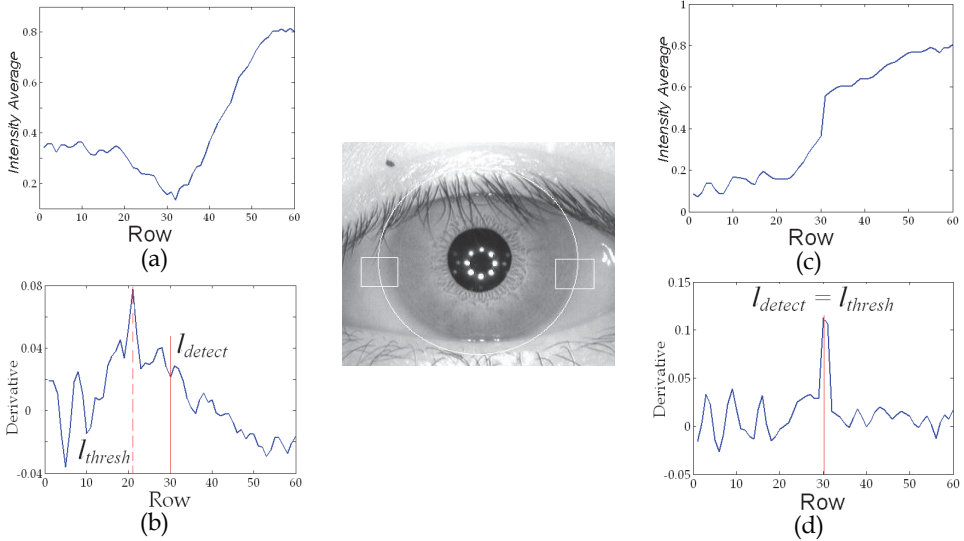 Intensity Average
0.8
0.6
0.4
0.2
0 10 20 30 40 50 60
Row
(a)
Derivative
0.08
0.04
0
-0.04
0 10 20 30 40 50 60
l_thresh
l_detect
Row
(b)
Intensity Average
1
0.8
0.6
0.4
0.2
0
0 10 20 30 40 50 60
Row
(c)
l_detect = l_thresh
Derivative
0.15
0.1
0.05
0
-0.05
0 10 20 30 40 50 60
Row
(d)